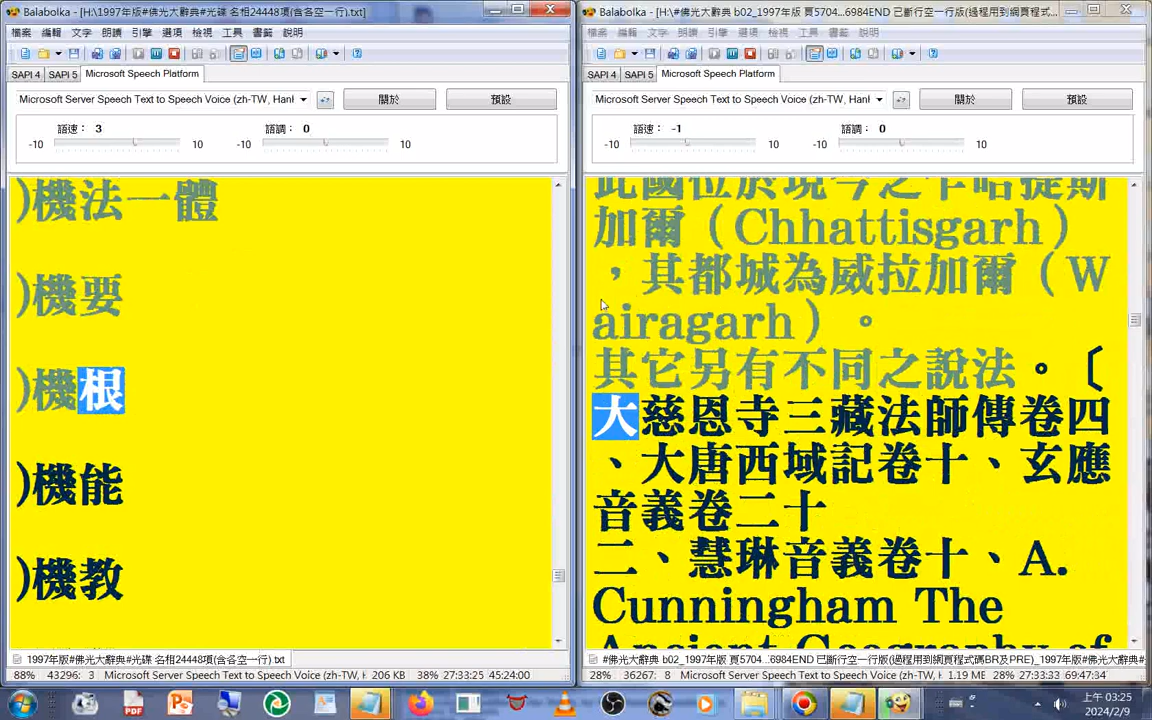 Balabolka - [H:\1997年版#佛光大辭典#光碟 名相24448項(含各空一行).txt]
檔案 編輯 文字 朗讀 引擎 選項 檢視 工具 書籤 說明
SAPI 4 SAPI 5 Microsoft Speech Platform
Microsoft Server Speech Text to Speech Voice (zh-TW, Hanl
關於 預設
語速： 3 語調： 0
-10 10 -10 10
)機法一體
)機要
)機根
)機能
)機教
1997年版#佛光大辭典#光碟 名相24448項(含各空一行).txt
88% 43296: 3 Microsoft Server Speech Text to Speech Voice (zh-TW, H 206 KB 38% 27:33:25 45:24:00
Balabolka - [H:\#佛光大辭典 b02_1997年版 頁5704...6984END 已斷行空一行版(過程用到網頁程式...
檔案 編輯 文字 朗讀 引擎 選項 檢視 工具 書籤 說明
SAPI 4 SAPI 5 Microsoft Speech Platform
Microsoft Server Speech Text to Speech Voice (zh-TW, Hanl
關於 預設
語速： -1 語調： 0
-10 10 -10 10
此國位於現今之乍哈提斯
加爾（Chhattisgarh）
，其都城為威拉加爾（W
airagarh）。
其它另有不同之說法。〔
大慈恩寺三藏法師傳卷四
、大唐西域記卷十、玄應
音義卷二十
二、慧琳音義卷十、A.
Cunningham The
Ancient Geography of
#佛光大辭典 b02_1997年版 頁5704...6984END 已斷行空一行版(過程用到網頁程式碼BR及PRE)_1997年版#佛光大辭典#
28% 36267: 8 Microsoft Server Speech Text to Speech Voice (zh-TW, H 1.19 ME 28% 27:33:33 69:47:34
上午 03:25
2024/2/9